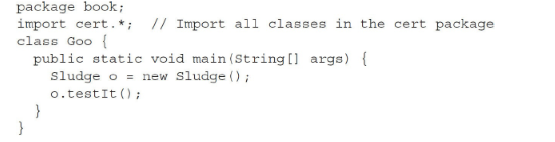 package book;
import cert.*;  // Import all classes in the cert package
class Goo {
  public static void main(String[] args) {
    Sludge o = new Sludge();
    o.testIt();
  }
}